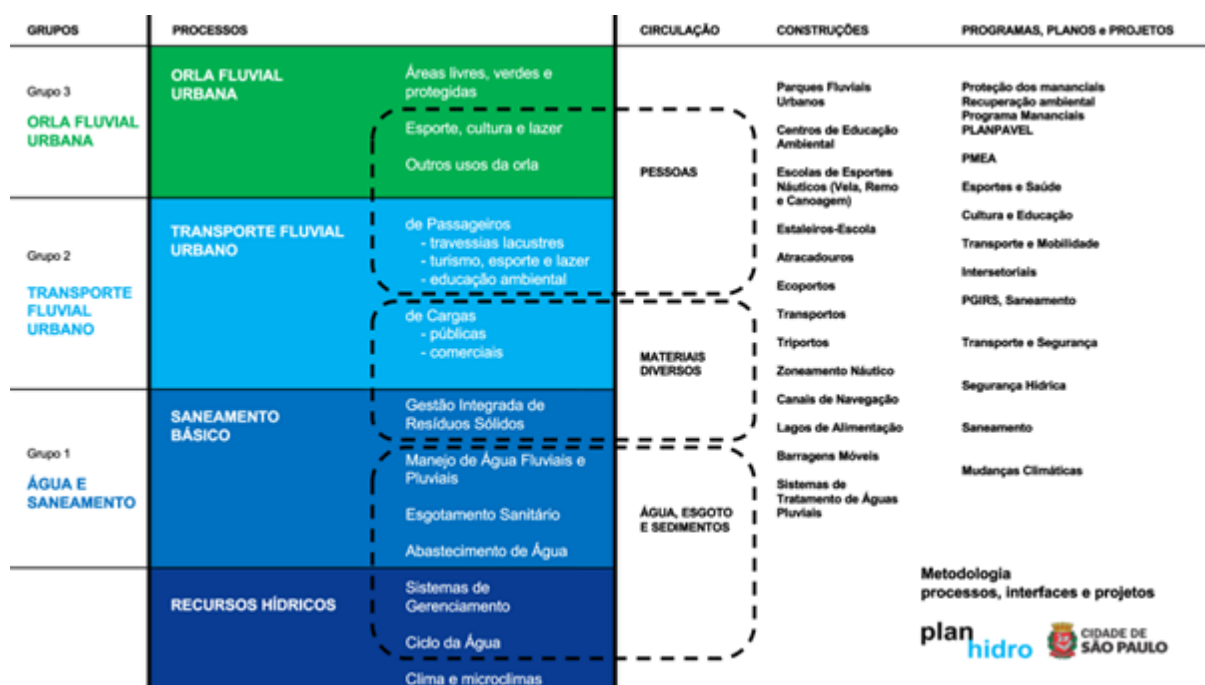 GRUPOS
PROCESSOS
CIRCULAÇÃO
CONSTRUÇÕES
PROGRAMAS, PLANOS e PROJETOS
Grupo 3
ORLA FLUVIAL
URBANA
ORLA FLUVIAL
URBANA
Áreas livres, verdes e
protegidas
Esporte, cultura e lazer
Outros usos da orla
Grupo 2
TRANSPORTE
FLUVIAL
URBANO
TRANSPORTE FLUVIAL
URBANO
de Passageiros
- travessias lacustres
- turismo, esporte e lazer
- educação ambiental
de Cargas
- públicas
- comerciais
Grupo 1
ÁGUA E
SANEAMENTO
SANEAMENTO
BÁSICO
Gestão Integrada de
Resíduos Sólidos
Manejo de Água Fluviais e
Pluviais
Esgotamento Sanitário
Abastecimento de Água
RECURSOS HÍDRICOS
Sistemas de
Gerenciamento
Ciclo da Água
Clima e microclimas
PESSOAS
MATERIAIS
DIVERSOS
ÁGUA, ESGOTO
E SEDIMENTOS
Parques Fluviais
Urbanos
Centros de Educação
Ambiental
Escolas de Esportes
Náuticos (Vela, Remo
e Canoagem)
Estaleiros-Escola
Atracadouros
Ecoportos
Transportos
Triportos
Zoneamento Náutico
Canais de Navegação
Lagos de Alimentação
Barragens Móveis
Sistemas de
Tratamento de Águas
Pluviais
Proteção dos mananciais
Recuperação ambiental
Programa Mananciais
PLANPAVEL
PMEA
Esportes e Saúde
Cultura e Educação
Transporte e Mobilidade
Intersetoriais
PGIRS, Saneamento
Transporte e Segurança
Segurança Hídrica
Saneamento
Mudanças Climáticas
Metodologia
processos, interfaces e projetos
plan
hidro
CIDADE DE
SÃO PAULO